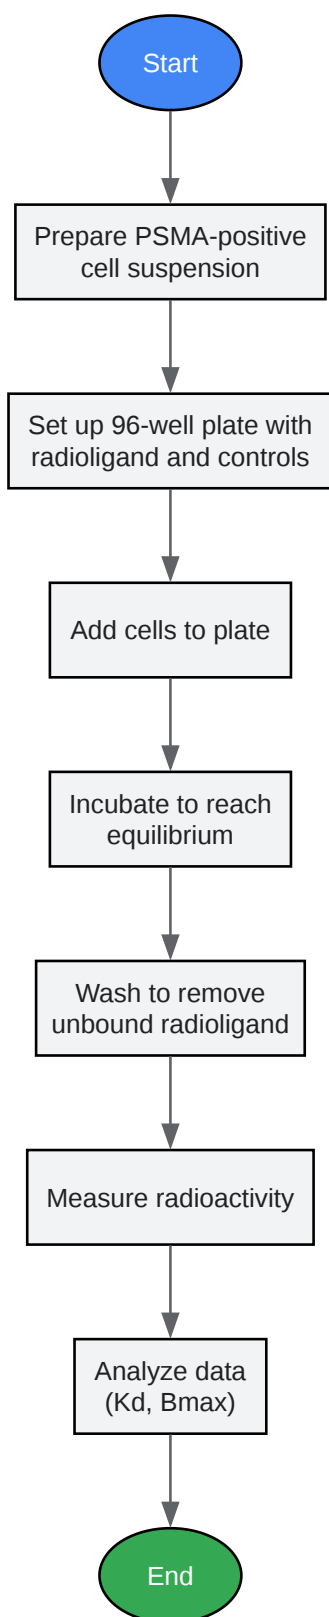 Start
Prepare PSMA-positive
cell suspension
Set up 96-well plate with
radioligand and controls
Add cells to plate
Incubate to reach
equilibrium
Wash to remove
unbound radioligand
Measure radioactivity
Analyze data
(Kd, Bmax)
End